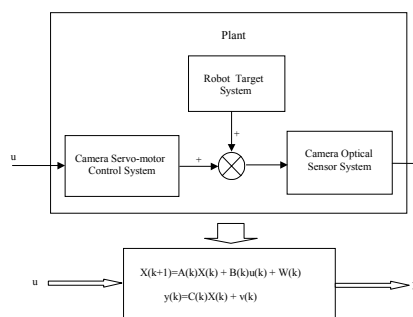 Plant
Robot Target
System
+
u
Camera Servo-motor
Control System
+
Camera Optical
Sensor System
u
X(k+1)=A(k)X(k) + B(k)u(k) + W(k)
y(k)=C(k)X(k) + v(k)